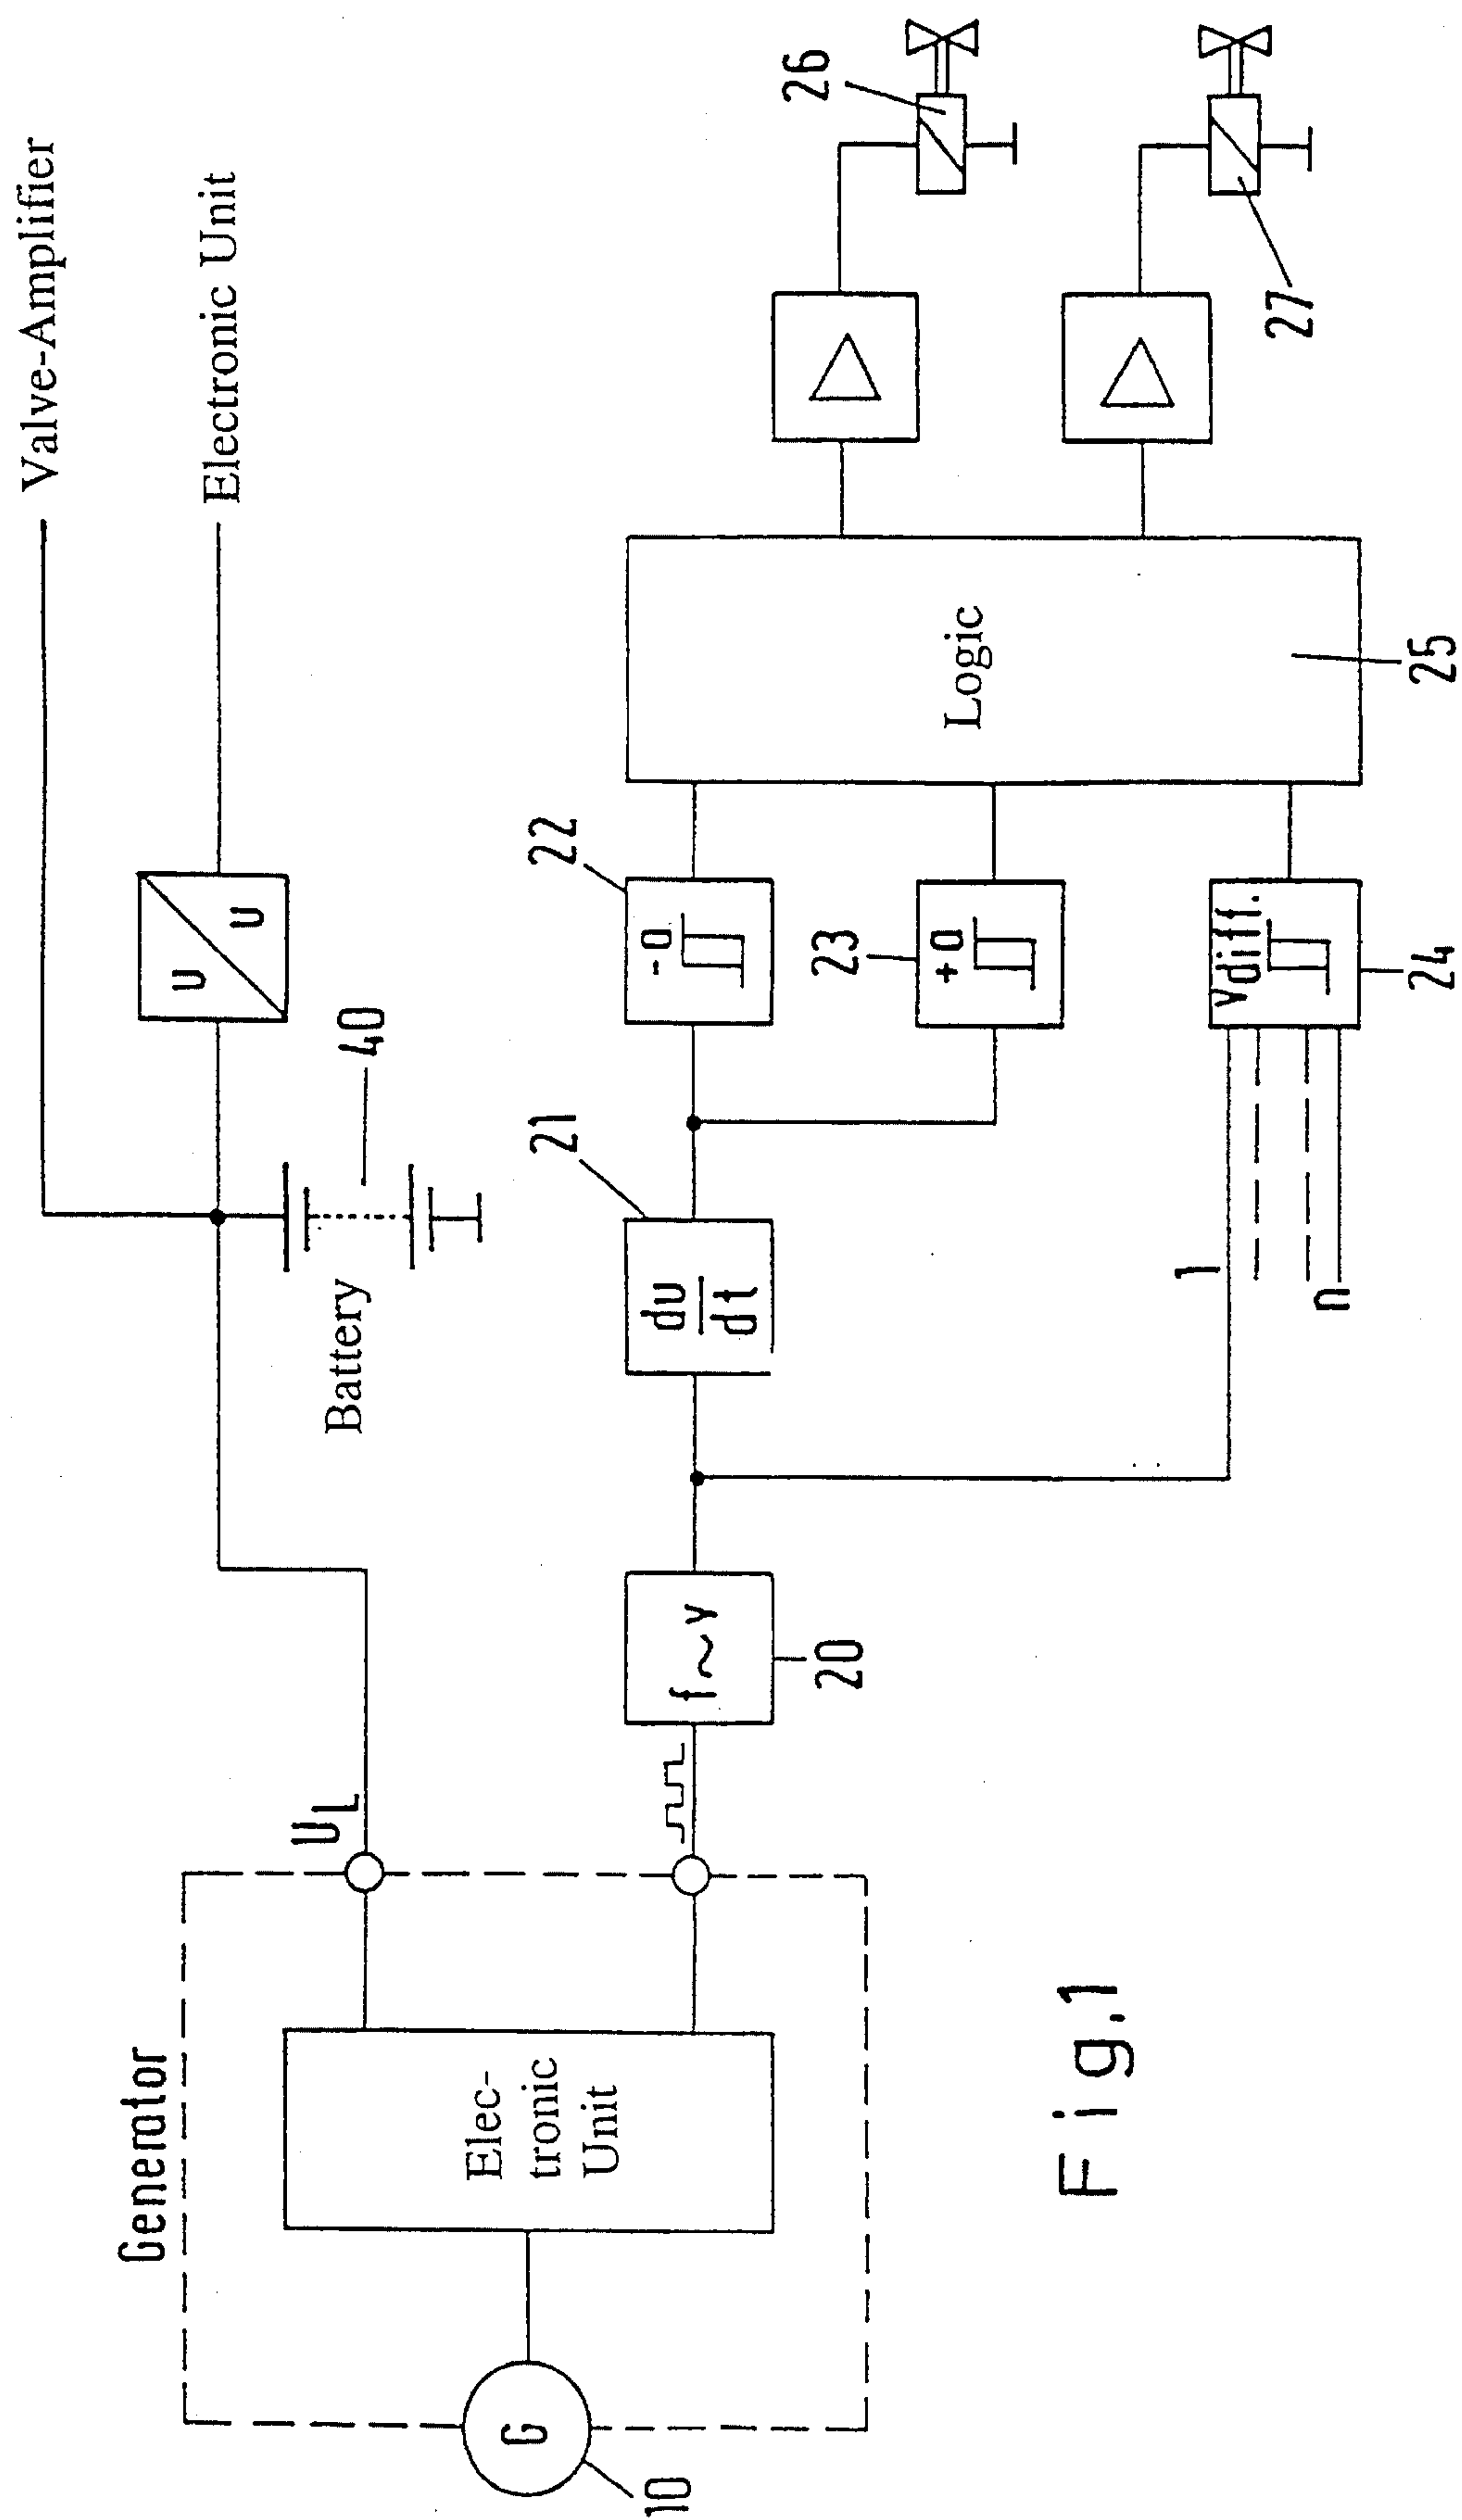 Valve-Amplifier
Electronic Unit
U
U
40
Battery
Generator
U_L
Elec-
tronic
Unit
G
10
f ~ v
20
du
dt
21
-a
22
+a
23
vdiff.
24
1
n
Logic
25
26
27
Fig.1